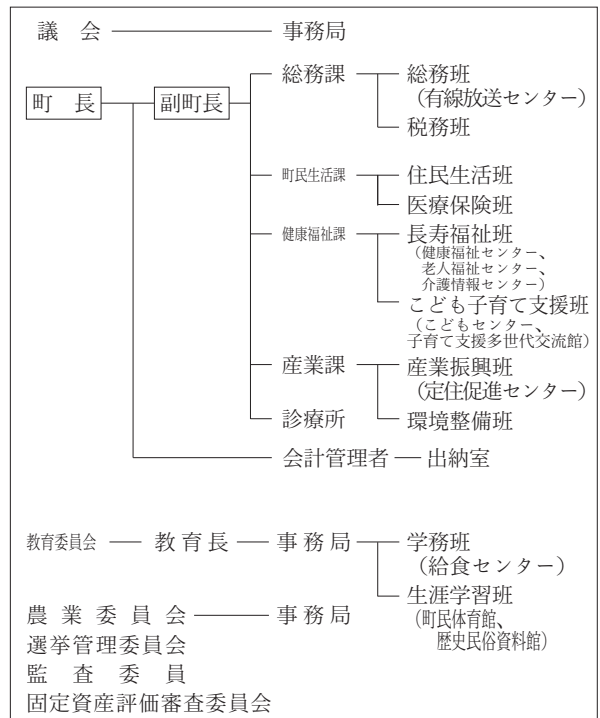 議 会 事務局
総務課 総務班
（有線放送センター）
町 長 副町長
税務班
町民生活課 住民生活班
医療保険班
健康福祉課 長寿福祉班
（健康福祉センター、
老人福祉センター、
介護情報センター）
こども子育て支援班
（こどもセンター、
子育て支援多世代交流館）
産業課 産業振興班
（定住促進センター）
診療所 環境整備班
会計管理者 出納室
教育委員会 教育長 事務局 学務班
（給食センター）
生涯学習班
（町民体育館、
歴史民俗資料館）
農業委員会 事務局
選挙管理委員会
監査委員
固定資産評価審査委員会